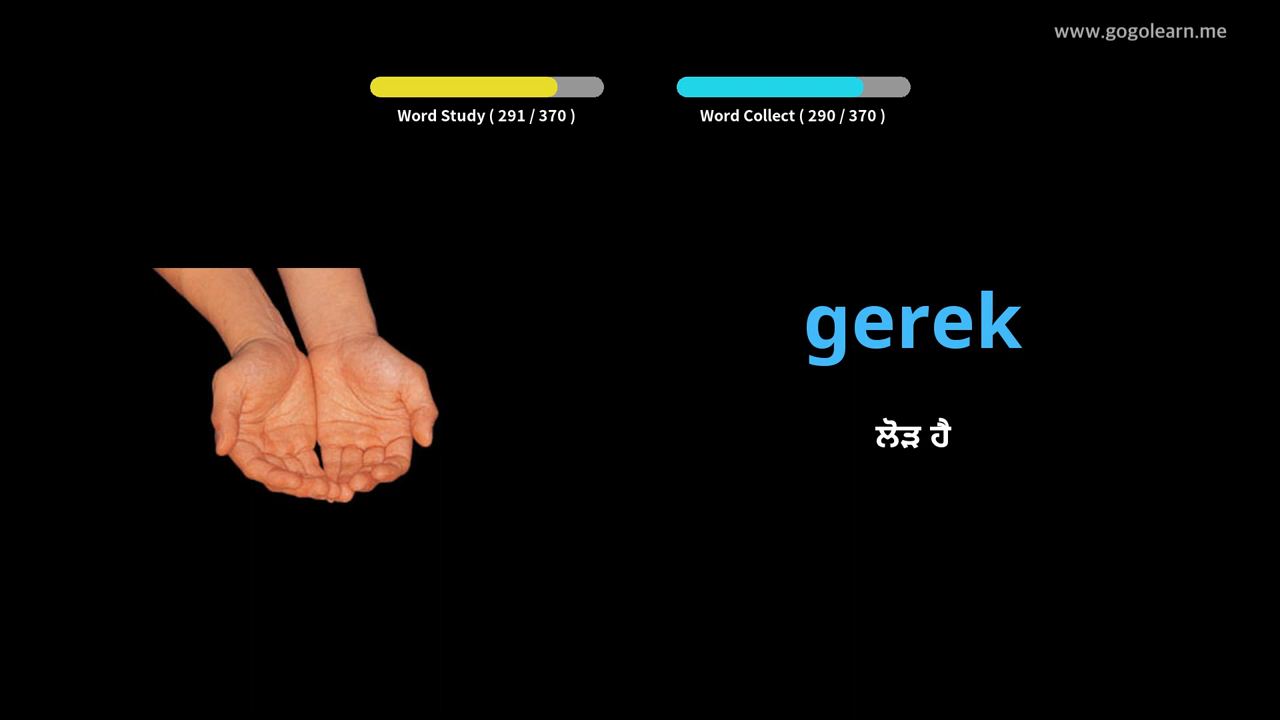 www.gogolearn.me
Word Study ( 291 / 370 )
Word Collect ( 290 / 370 )
gerek
ਲੋੜ ਹੈ